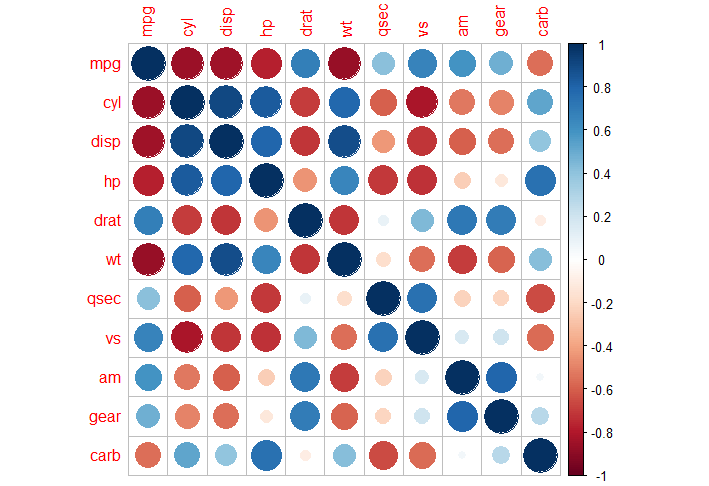 mpg cyl disp hp drat wt qsec vs am gear carb
mpg
cyl
disp
hp
drat
wt
qsec
vs
am
gear
carb
1
0.8
0.6
0.4
0.2
0
-0.2
-0.4
-0.6
-0.8
-1